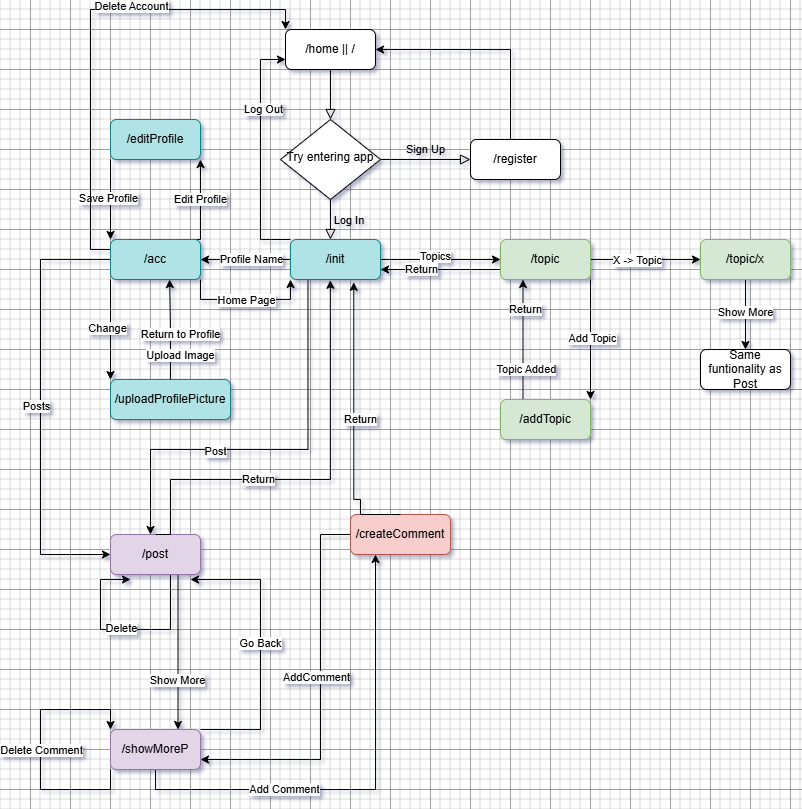 Delete Account
/home || /
Log Out
/editProfile
Try entering app
Sign Up
/register
Save Profile
Edit Profile
Log In
/acc
Profile Name
/init
Topics
Return
/topic
X -> Topic
/topic/x
Home Page
Change
Return to Profile
Upload Image
Return
Add Topic
Show More
Topic Added
Same
funtionality as
Post
/uploadProfilePicture
Posts
/addTopic
Return
Post
Return
/post
/createComment
Delete
Go Back
Show More
AddComment
/showMoreP
Delete Comment
Add Comment